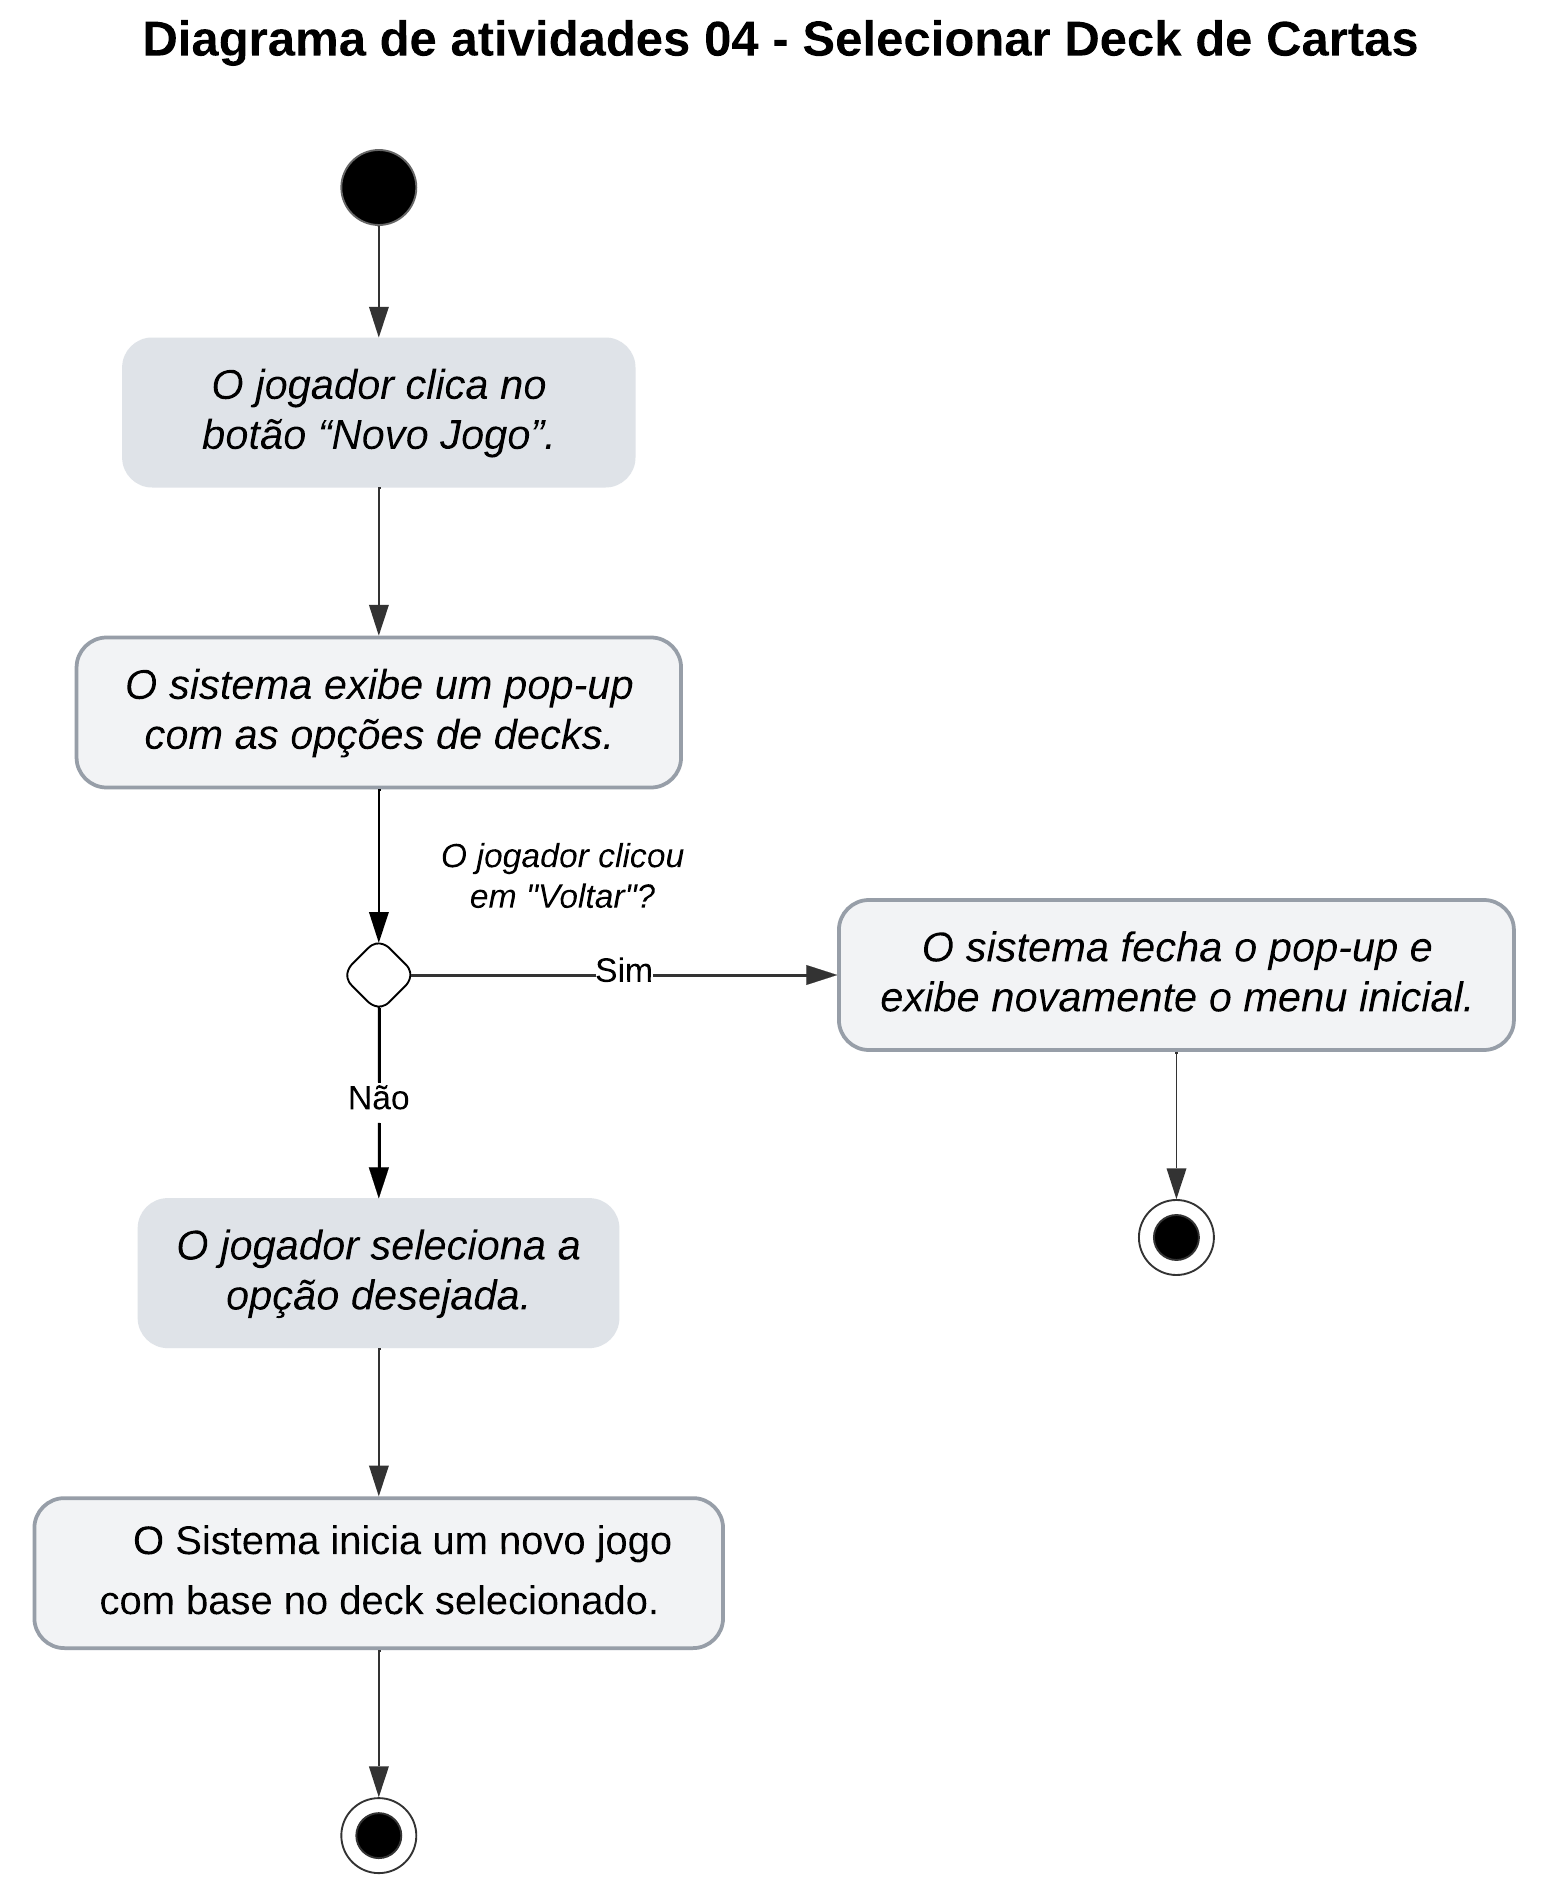 Diagrama de atividades 04 - Selecionar Deck de Cartas
O jogador clica no
botão “Novo Jogo”.
O sistema exibe um pop-up
com as opções de decks.
O jogador clicou
em "Voltar"?
Sim
O sistema fecha o pop-up e
exibe novamente o menu inicial.
Não
O jogador seleciona a
opção desejada.
O Sistema inicia um novo jogo
com base no deck selecionado.